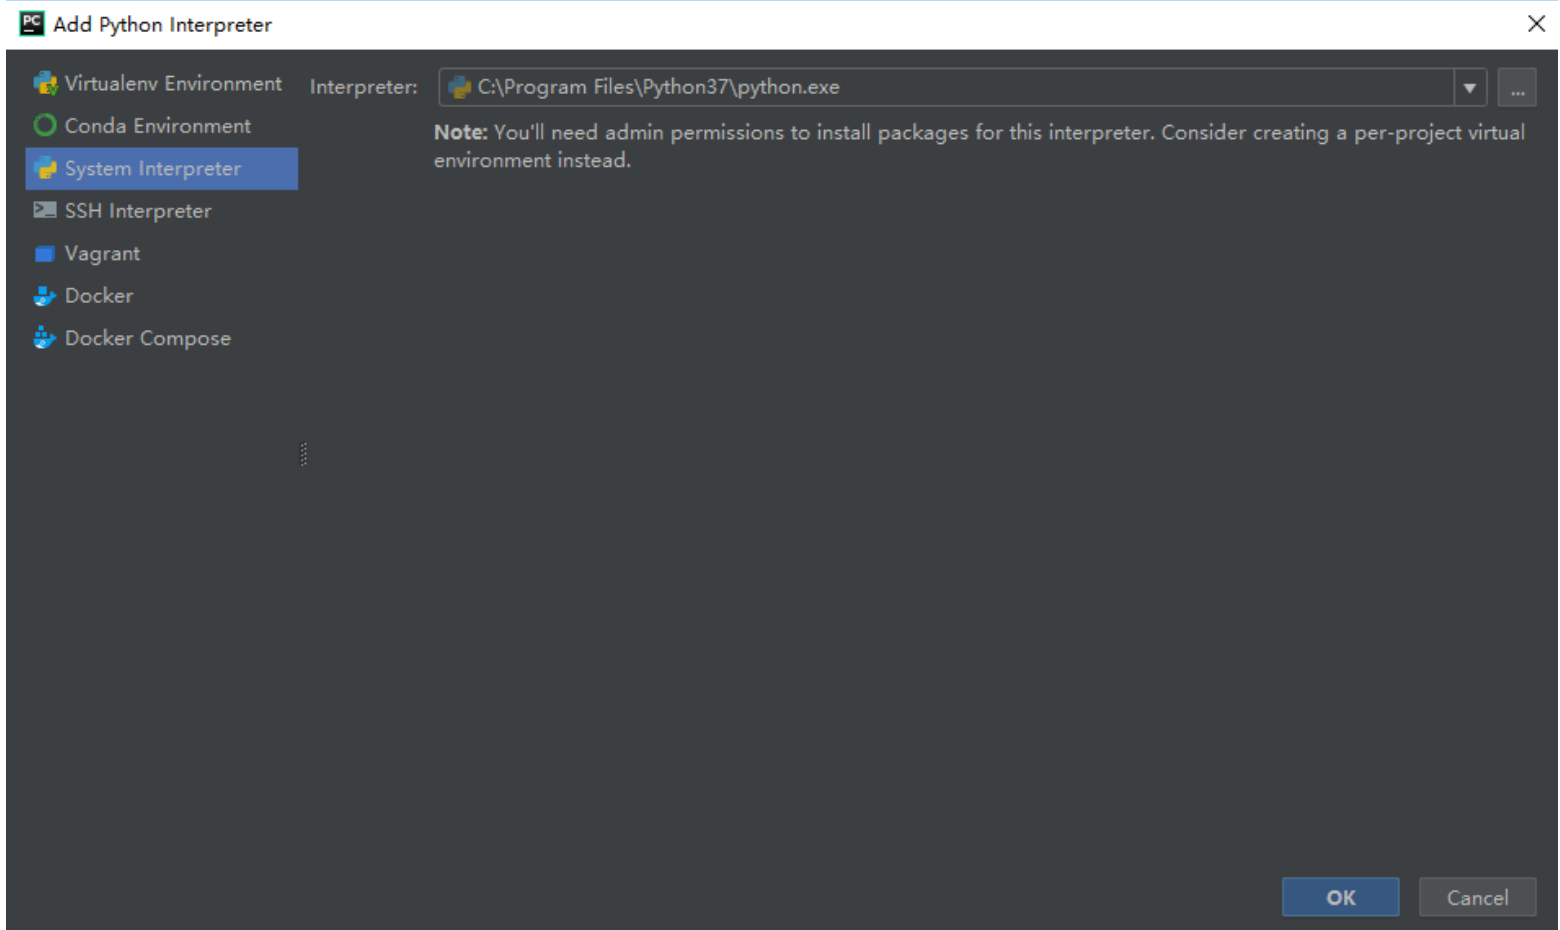 PC Add Python Interpreter
Virtualenv Environment
Conda Environment
System Interpreter
SSH Interpreter
Vagrant
Docker
Docker Compose
Interpreter: C:\Program Files\Python37\python.exe ...
Note: You'll need admin permissions to install packages for this interpreter. Consider creating a per-project virtual
environment instead.
OK Cancel